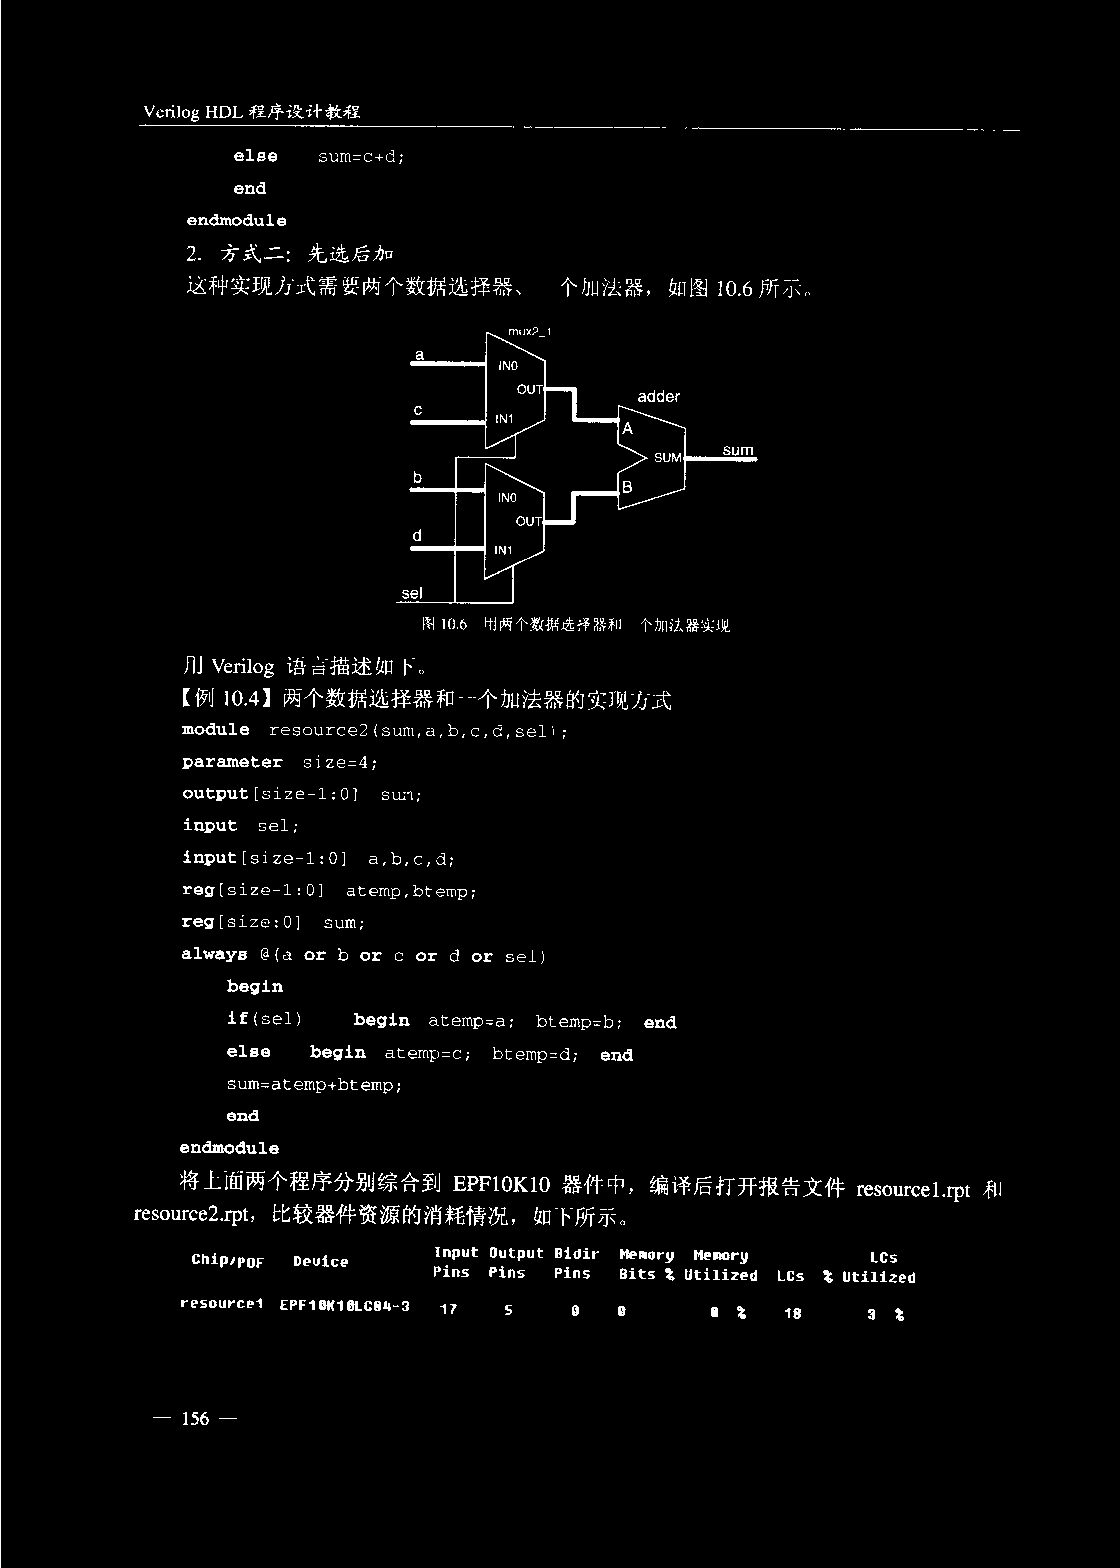 Verilog HDL 程序设计教程
else sum=c+d;
end
endmodule
2. 方式二：先选后加
这种实现方式需要两个数据选择器、 个加法器，如图 10.6 所示。
mux2_1
a
IN0
OUT
adder
c
IN1
A
SUM
sum
b
IN0
B
OUT
d
IN1
sel
图 10.6 用两个数据选择器和 个加法器实现
用 Verilog 语言描述如下。
【例 10.4】两个数据选择器和一个加法器的实现方式
module resource2(sum,a,b,c,d,sel);
parameter size=4;
output[size-1:0] sum;
input sel;
input[size-1:0] a,b,c,d;
reg[size-1:0] atemp,btemp;
reg[size:0] sum;
always @(a or b or c or d or sel)
begin
if(sel) begin atemp=a; btemp=b; end
else begin atemp=c; btemp=d; end
sum=atemp+btemp;
end
endmodule
将上面两个程序分别综合到 EPF10K10 器件中，编译后打开报告文件 resource1.rpt 和
resource2.rpt，比较器件资源的消耗情况，如下所示。
Input Output Bidir Memory Memory LCs
Chip/POF Device Pins Pins Pins Bits % Utilized LCs % Utilized
resource1 EPF10K10LC84-3 17 5 0 0 0 % 18 3 %
— 156 —